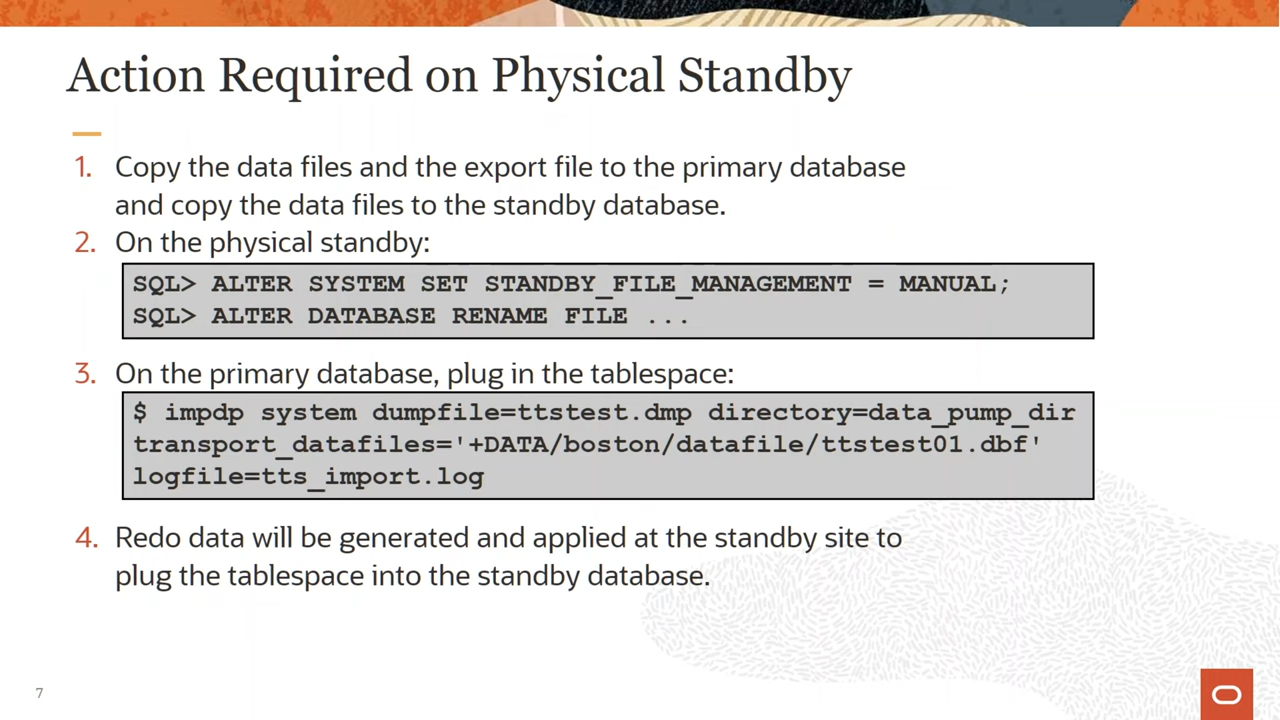 Action Required on Physical Standby
1. Copy the data files and the export file to the primary database
and copy the data files to the standby database.
2. On the physical standby:
SQL> ALTER SYSTEM SET STANDBY_FILE_MANAGEMENT = MANUAL;
SQL> ALTER DATABASE RENAME FILE ...
3. On the primary database, plug in the tablespace:
$ impdp system dumpfile=ttstest.dmp directory=data_pump_dir
transport_datafiles='+DATA/boston/datafile/ttstest01.dbf'
logfile=tts_import.log
4. Redo data will be generated and applied at the standby site to
plug the tablespace into the standby database.
7